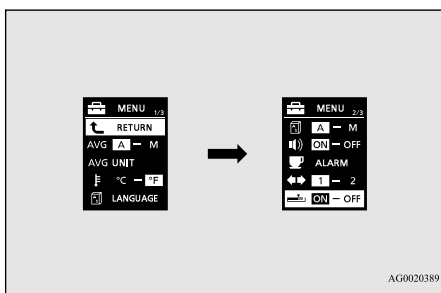 MENU 1/3
RETURN
AVG A – M
AVG UNIT
°C – °F
LANGUAGE
MENU 2/3
A – M
ON – OFF
ALARM
1 – 2
ON – OFF
AG0020389